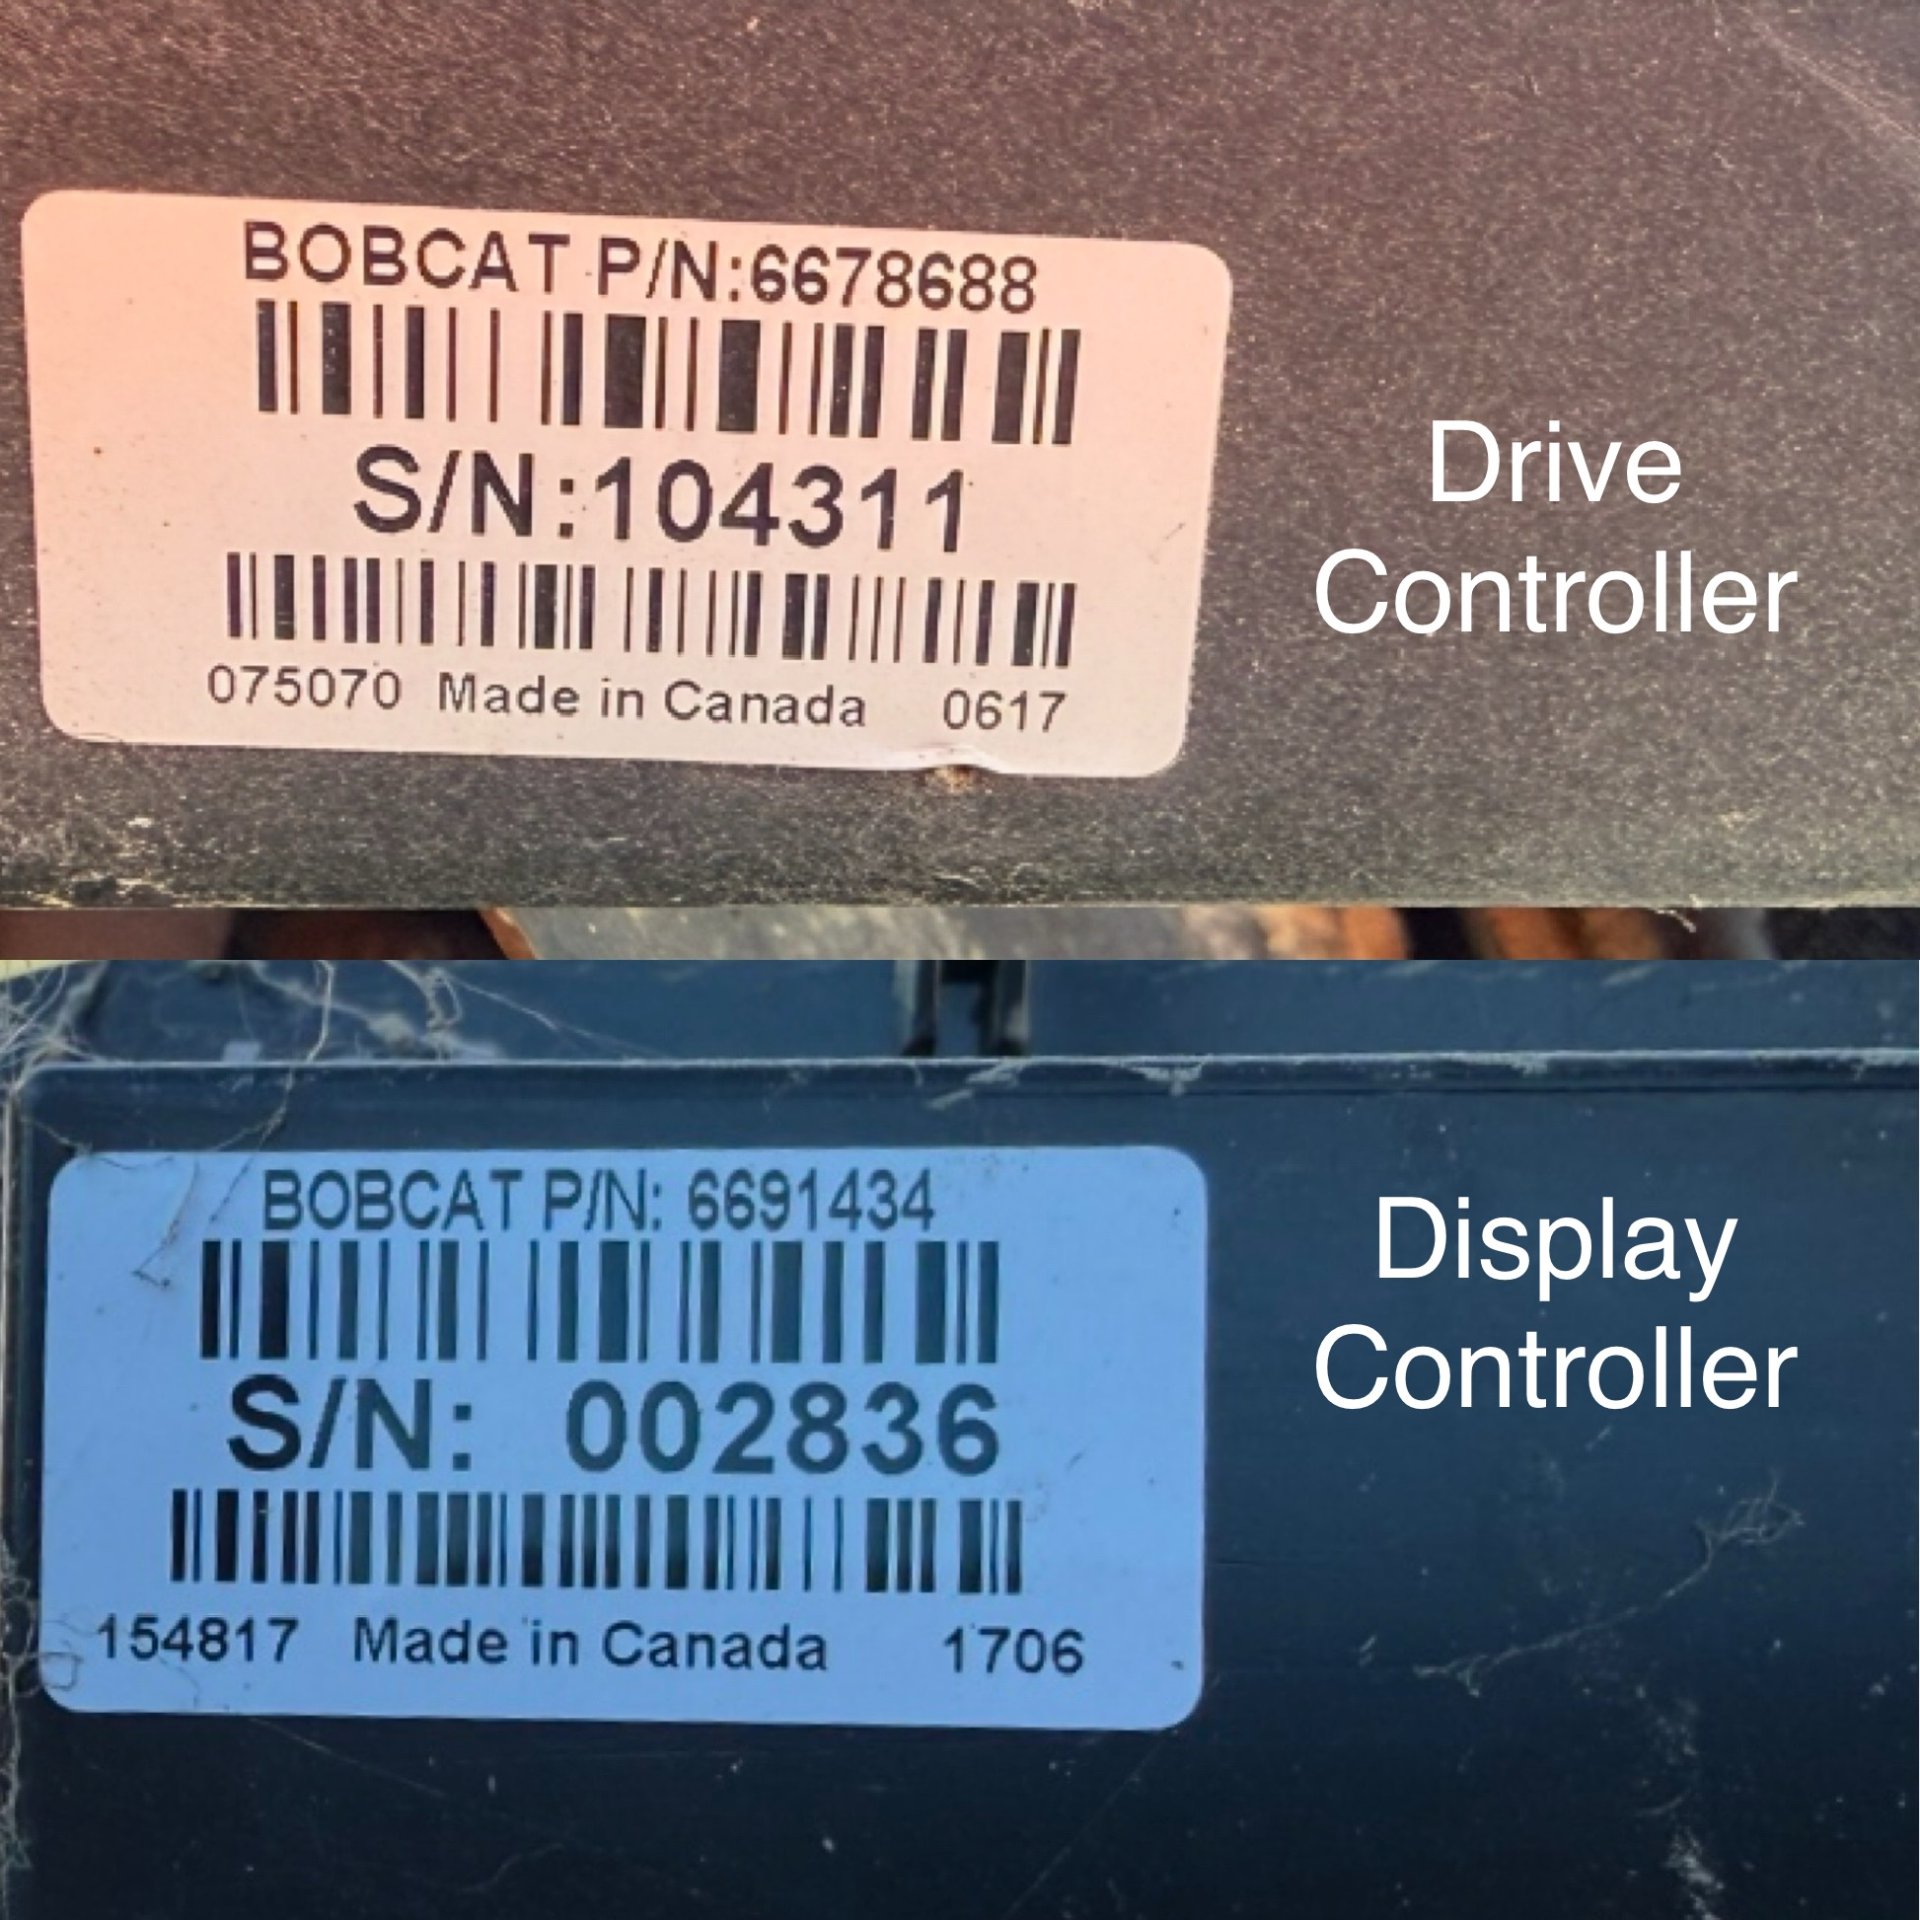 BOBCAT P/N:6678688
S/N:104311
075070 Made in Canada 0617
Drive
Controller
BOBCAT P/N: 6691434
S/N: 002836
154817 Made in Canada 1706
Display
Controller